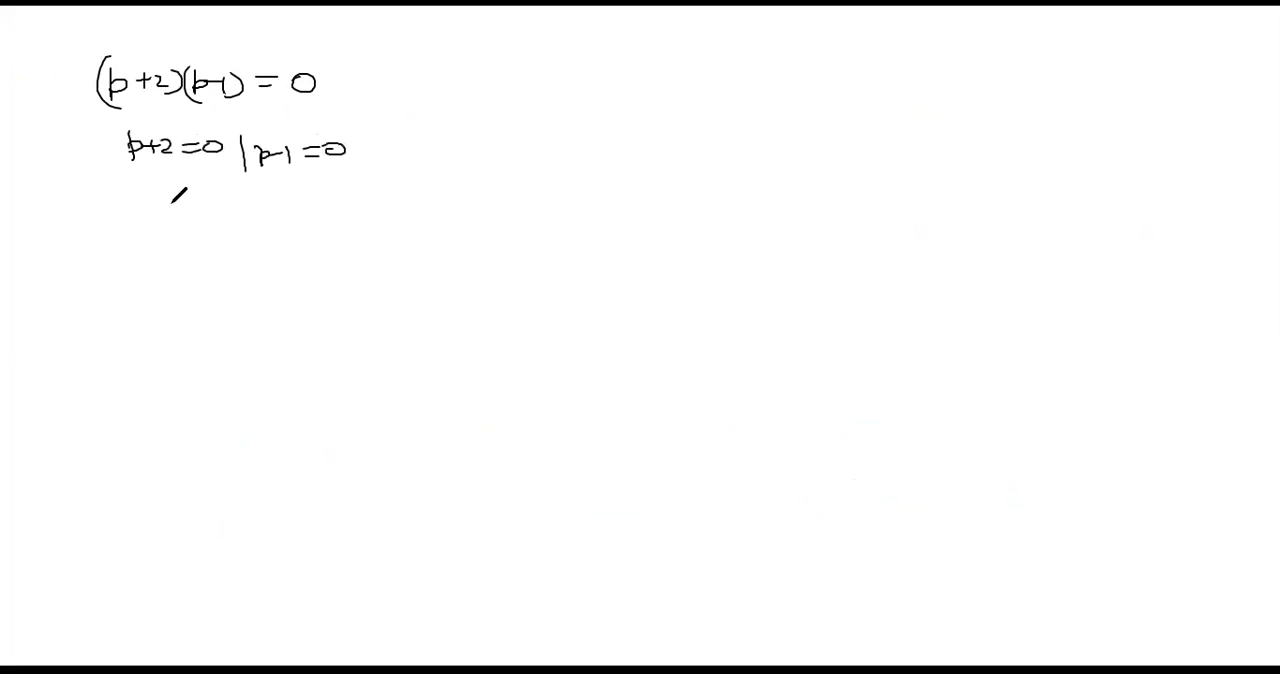 (p+2)(p-1) = 0
p+2=0 | p-1=0